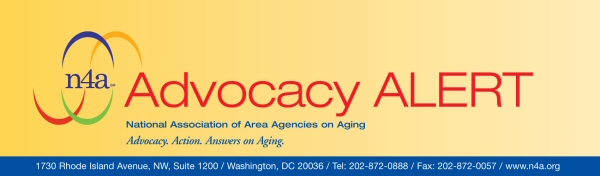 n4a™
Advocacy ALERT
National Association of Area Agencies on Aging
Advocacy. Action. Answers on Aging.
1730 Rhode Island Avenue, NW, Suite 1200 / Washington, DC 20036 / Tel: 202-872-0888 / Fax: 202-872-0057 / www.n4a.org